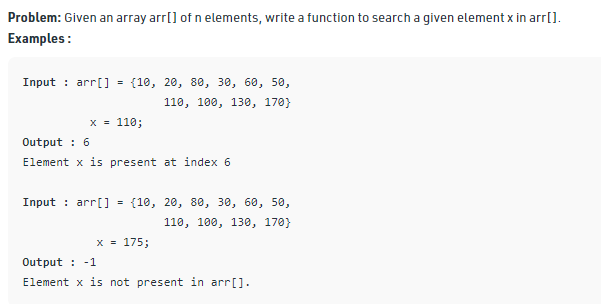 Problem: Given an array arr[] of n elements, write a function to search a given element x in arr[].
Examples :
Input : arr[] = {10, 20, 80, 30, 60, 50,
110, 100, 130, 170}
x = 110;
Output : 6
Element x is present at index 6
Input : arr[] = {10, 20, 80, 30, 60, 50,
110, 100, 130, 170}
x = 175;
Output : -1
Element x is not present in arr[].